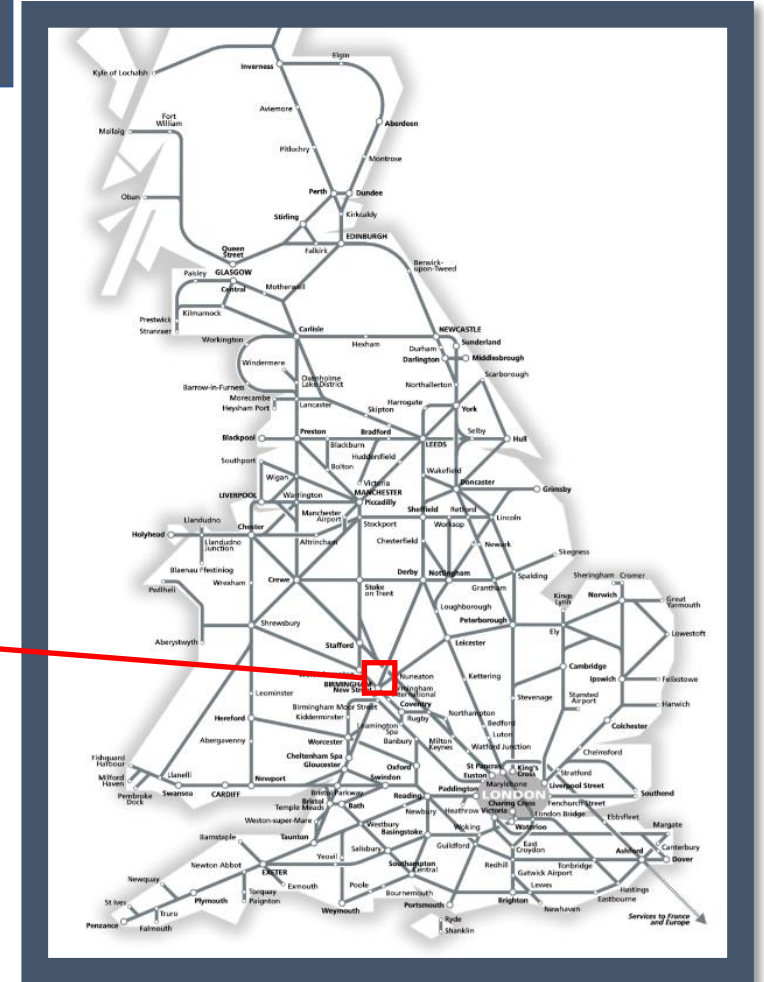 Elgin
Inverness
Kyle of Lochalsh
Aviemore
Fort
William
Mallaig
Aberdeen
Pitlochry
Montrose
Perth
Dundee
Oban
Kirkcaldy
Stirling
EDINBURGH
Queen
Street
Falkirk
Berwick-
upon-Tweed
Paisley
GLASGOW
Central
Motherwell
Prestwick
Kilmarnock
Stranraer
Carlisle
NEWCASTLE
Workington
Hexham
Sunderland
Durham
Darlington
Middlesbrough
Windermere
Scarborough
Oxenholme
Lake District
Barrow-in-Furness
Northallerton
Morecambe
Heysham Port
Lancaster
Harrogate
York
Skipton
Blackpool
Preston
Bradford
Selby
Hull
LEEDS
Blackburn
Huddersfield
Southport
Bolton
Wakefield
Wigan
Victoria
Doncaster
Grimsby
MANCHESTER
Piccadilly
LIVERPOOL
Warrington
Manchester
Airport
Sheffield
Retford
Lincoln
Llandudno
Stockport
Worksop
Holyhead
Chester
Llandudno
Junction
Altrincham
Chesterfield
Newark
Skegness
Blaenau Ffestiniog
Derby
Nottingham
Wrexham
Crewe
Stoke
on Trent
Spalding
Sheringham
Cromer
Pwllheli
Grantham
Kings
Lynn
Norwich
Great
Yarmouth
Loughborough
Shrewsbury
Peterborough
Ely
Aberystwyth
Stafford
Leicester
Lowestoft
Cambridge
Nuneaton
Kettering
Ipswich
Felixstowe
BIRMINGHAM
New Street
International
Leominster
Stansted
Airport
Stevenage
Harwich
Birmingham Moor Street
Coventry
Kidderminster
Rugby
Northampton
Hereford
Leamington
Spa
Bedford
Colchester
Abergavenny
Worcester
Banbury
Milton
Keynes
Luton
Watford Junction
Chelmsford
Fishguard
Harbour
Cheltenham Spa
Gloucester
Oxford
St Pancras
Euston
King's
Cross
Stratford
Milford
Haven
Llanelli
Newport
Swindon
Marylebone
Liverpool Street
Pembroke
Dock
Swansea
CARDIFF
Bristol Parkway
Reading
Paddington
LONDON
Southend
Bristol
Temple Meads
Bath
Newbury
Heathrow
Victoria
Charing Cross
Fenchurch Street
London Bridge
Ebbsfleet
Weston-super-Mare
Westbury
Basingstoke
Woking
Waterloo
Margate
Barnstaple
Taunton
Salisbury
Guildford
East
Croydon
Canterbury
Yeovil
Ashford
Dover
Newton Abbot
EXETER
Southampton
Central
Redhill
Gatwick Airport
Tonbridge
Newquay
Exmouth
Poole
Bournemouth
Lewes
Hastings
St Ives
Plymouth
Torquay
Paignton
Weymouth
Portsmouth
Brighton
Newhaven
Eastbourne
Truro
Penzance
Falmouth
Ryde
Shanklin
Services to France
and Europe